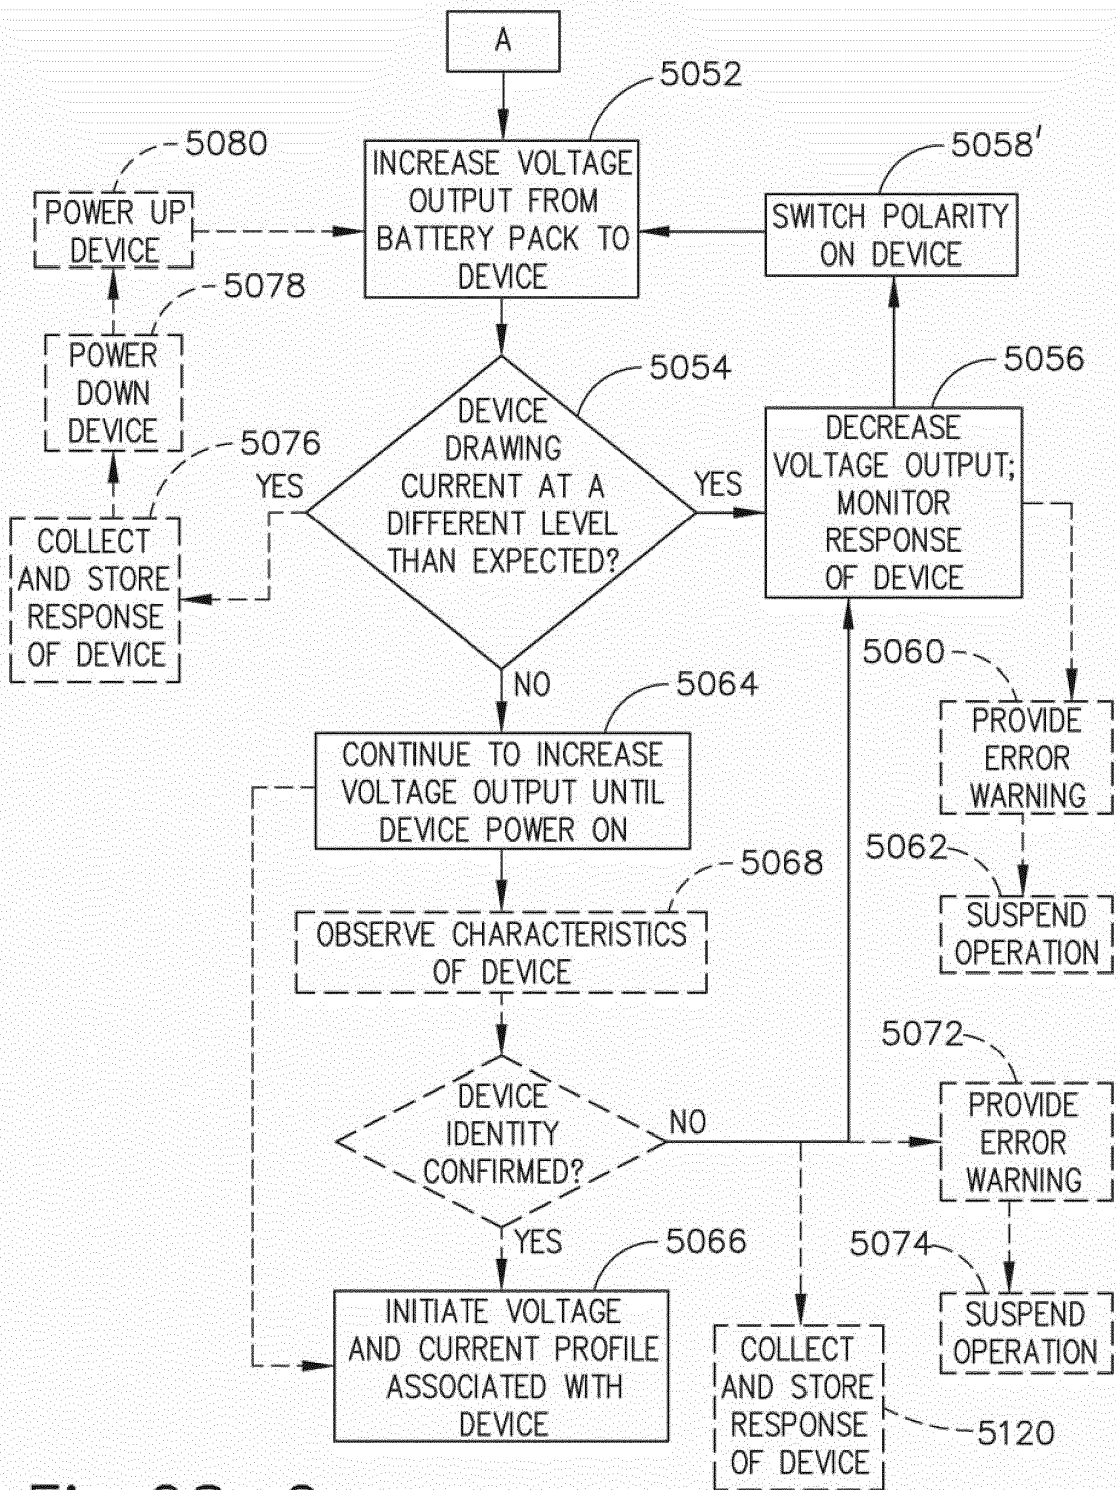 A
5052
INCREASE VOLTAGE
OUTPUT FROM
BATTERY PACK TO
DEVICE
5058'
SWITCH POLARITY
ON DEVICE
5080
POWER UP
DEVICE
5078
POWER
DOWN
DEVICE
5076
COLLECT
AND STORE
RESPONSE
OF DEVICE
YES
5054
DEVICE
DRAWING
CURRENT AT A
DIFFERENT LEVEL
THAN EXPECTED?
YES
5056
DECREASE
VOLTAGE OUTPUT;
MONITOR
RESPONSE
OF DEVICE
5060
PROVIDE
ERROR
WARNING
5062
SUSPEND
OPERATION
NO
5064
CONTINUE TO INCREASE
VOLTAGE OUTPUT UNTIL
DEVICE POWER ON
5068
OBSERVE CHARACTERISTICS
OF DEVICE
DEVICE
IDENTITY
CONFIRMED?
NO
5072
PROVIDE
ERROR
WARNING
5074
SUSPEND
OPERATION
YES
5066
INITIATE VOLTAGE
AND CURRENT PROFILE
ASSOCIATED WITH
DEVICE
COLLECT
AND STORE
RESPONSE
OF DEVICE
5120